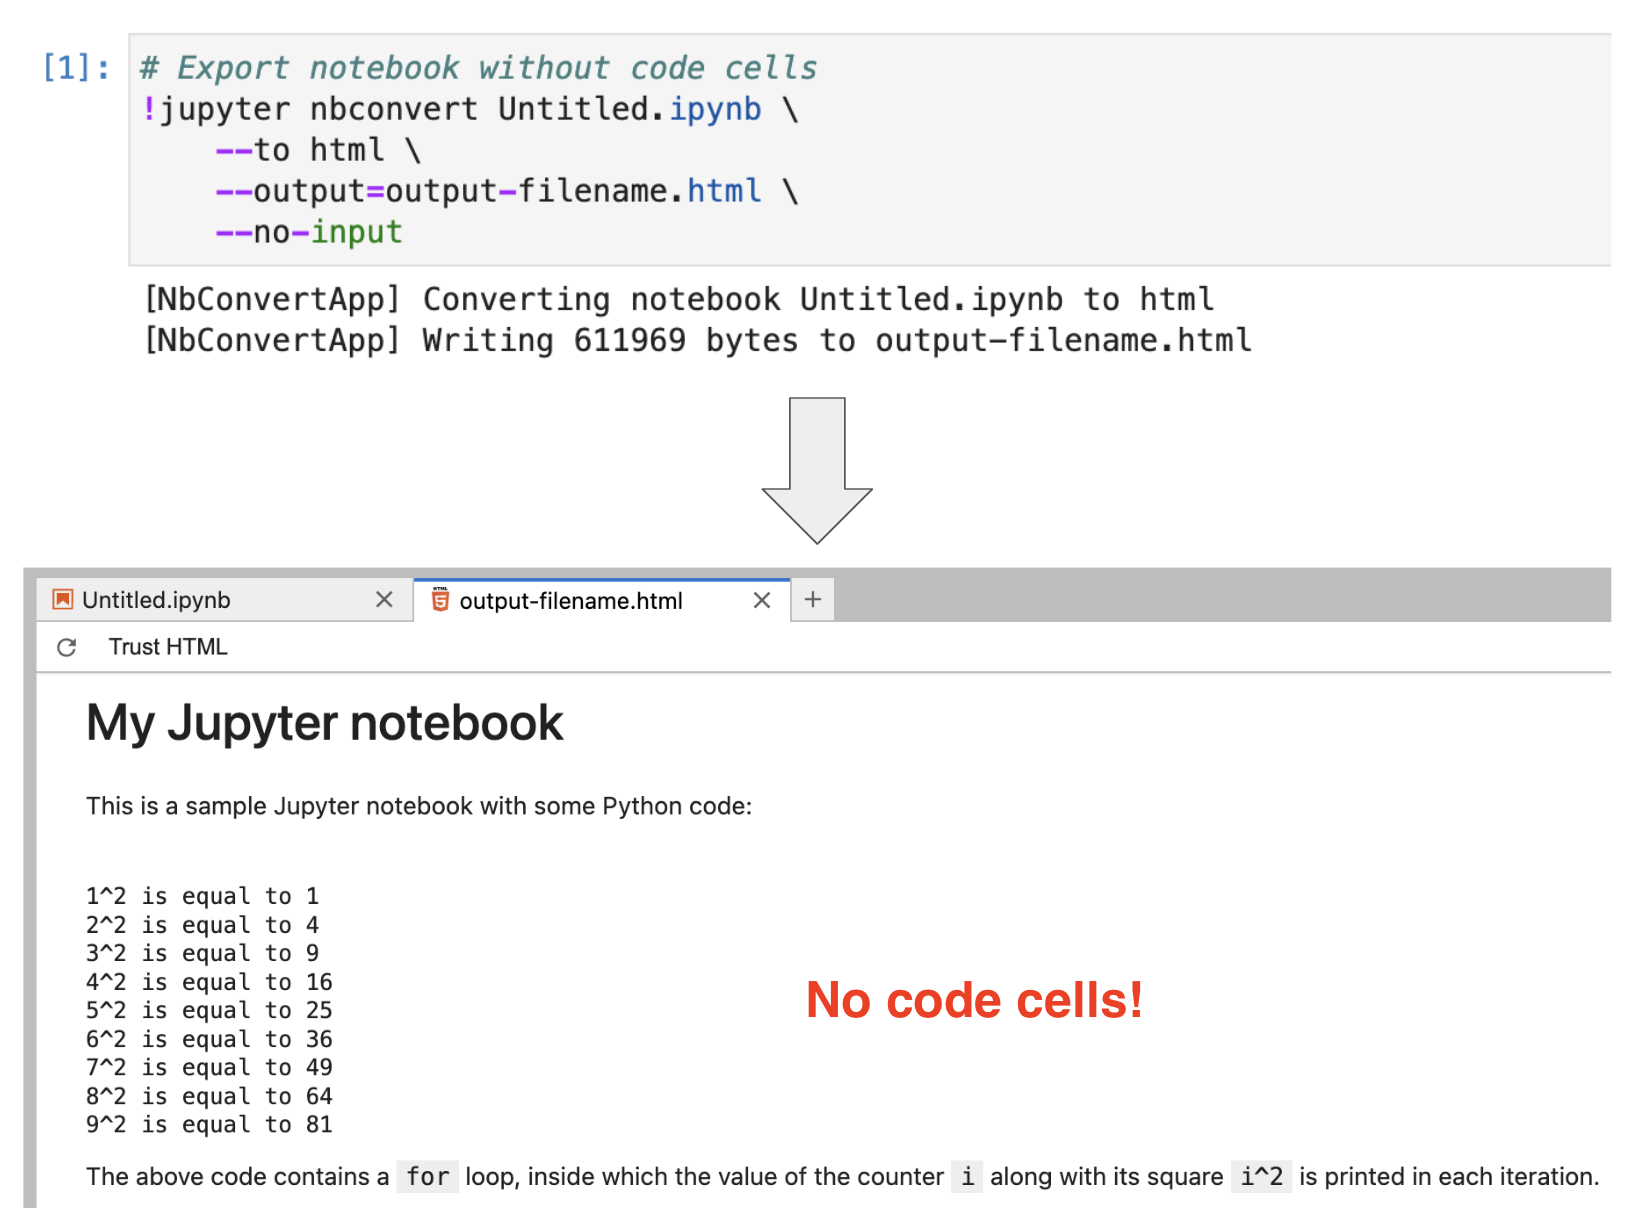 [1]: # Export notebook without code cells
!jupyter nbconvert Untitled.ipynb \
    --to html \
    --output=output-filename.html \
    --no-input
[NbConvertApp] Converting notebook Untitled.ipynb to html
[NbConvertApp] Writing 611969 bytes to output-filename.html
Untitled.ipynb × HTML 5 output-filename.html × +
Trust HTML
My Jupyter notebook
This is a sample Jupyter notebook with some Python code:
1^2 is equal to 1
2^2 is equal to 4
3^2 is equal to 9
4^2 is equal to 16
No code cells!
5^2 is equal to 25
6^2 is equal to 36
7^2 is equal to 49
8^2 is equal to 64
9^2 is equal to 81
The above code contains a for loop, inside which the value of the counter i along with its square i^2 is printed in each iteration.